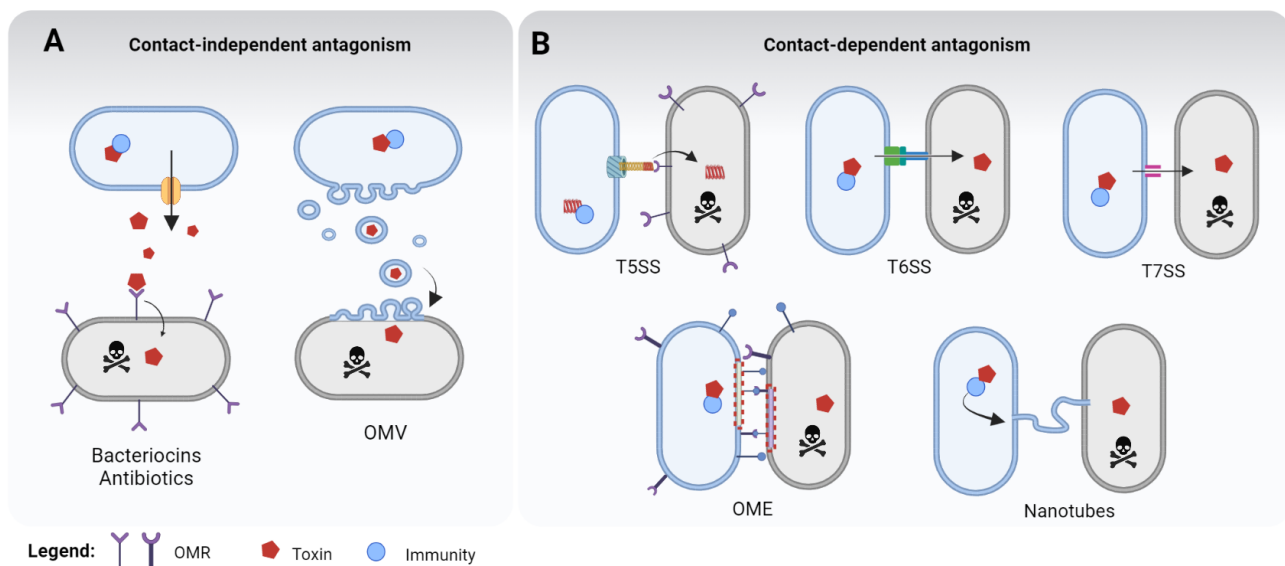 A
Contact-independent antagonism
Bacteriocins
Antibiotics
OMV
B
Contact-dependent antagonism
T5SS
T6SS
T7SS
OME
Nanotubes
Legend:
OMR
Toxin
Immunity